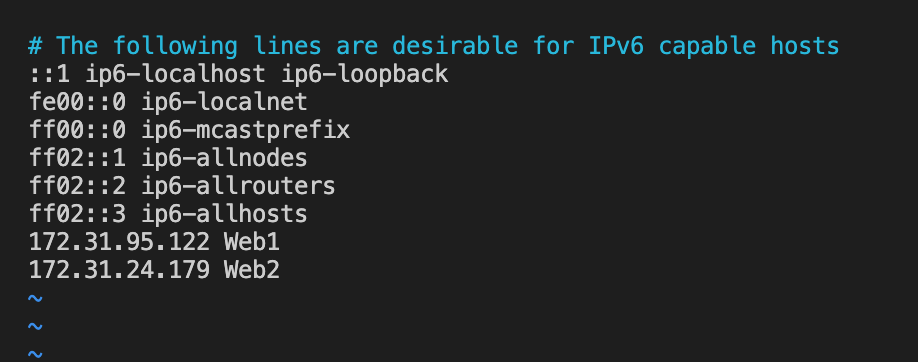 # The following lines are desirable for IPv6 capable hosts
::1 ip6-localhost ip6-loopback
fe00::0 ip6-localnet
ff00::0 ip6-mcastprefix
ff02::1 ip6-allnodes
ff02::2 ip6-allrouters
ff02::3 ip6-allhosts
172.31.95.122 Web1
172.31.24.179 Web2
~
~
~